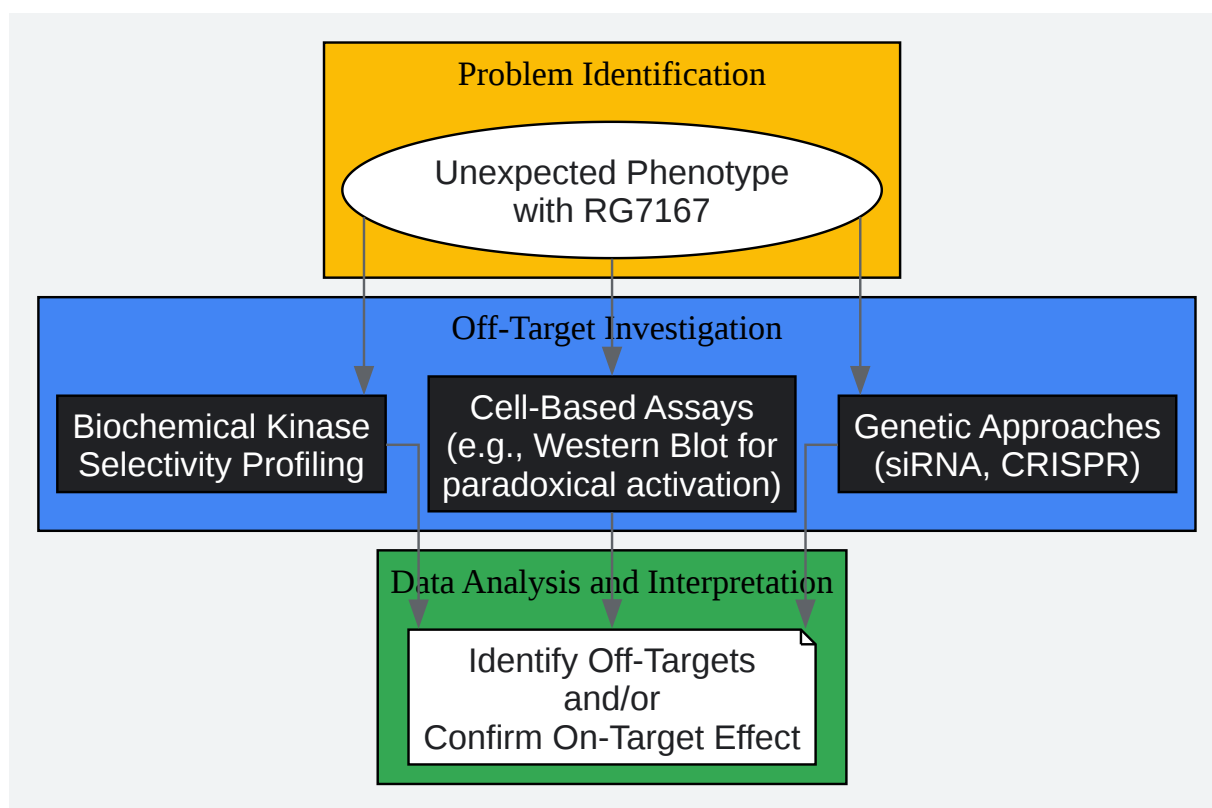 Problem Identification
Unexpected Phenotype
with RG7167
Off-Target Investigation
Biochemical Kinase
Selectivity Profiling
Cell-Based Assays
(e.g., Western Blot for
paradoxical activation)
Genetic Approaches
(siRNA, CRISPR)
Data Analysis and Interpretation
Identify Off-Targets
and/or
Confirm On-Target Effect